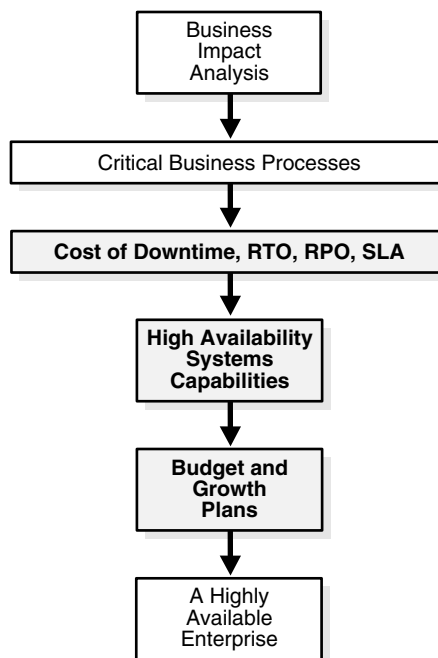 Business
Impact
Analysis
Critical Business Processes
Cost of Downtime, RTO, RPO, SLA
High Availability
Systems
Capabilities
Budget and
Growth
Plans
A Highly
Available
Enterprise